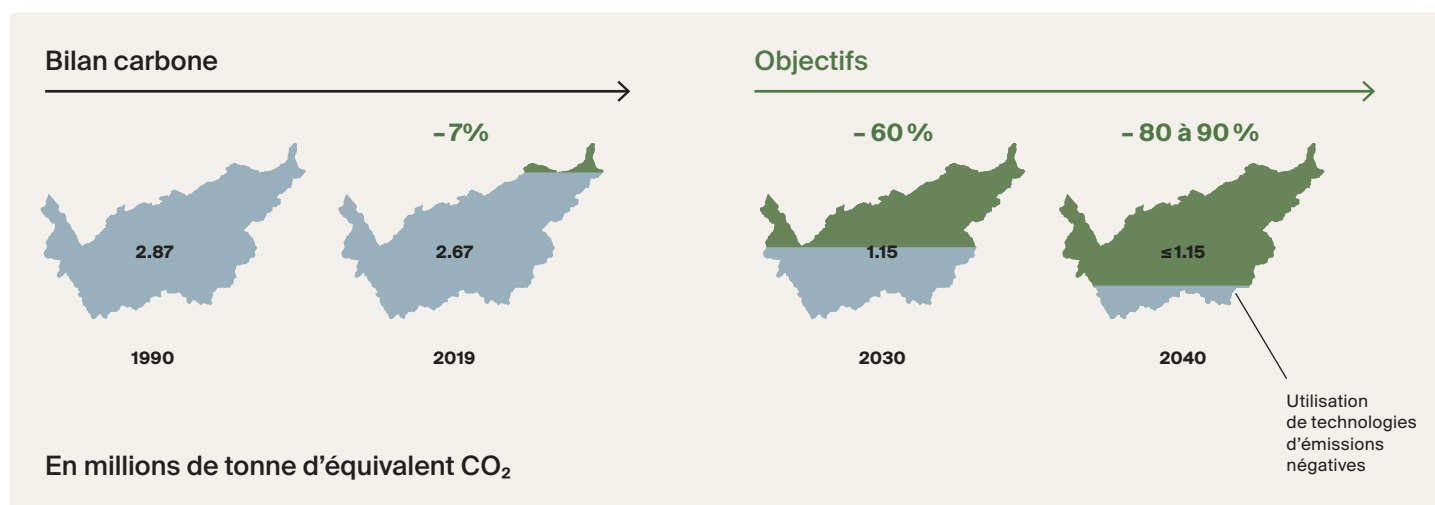 Bilan carbone
-7%
2.87
2.67
1990
2019
Objectifs
- 60 %
- 80 à 90 %
1.15
≤1.15
2030
2040
Utilisation
de technologies
d’émissions
négatives
En millions de tonne d’équivalent CO₂